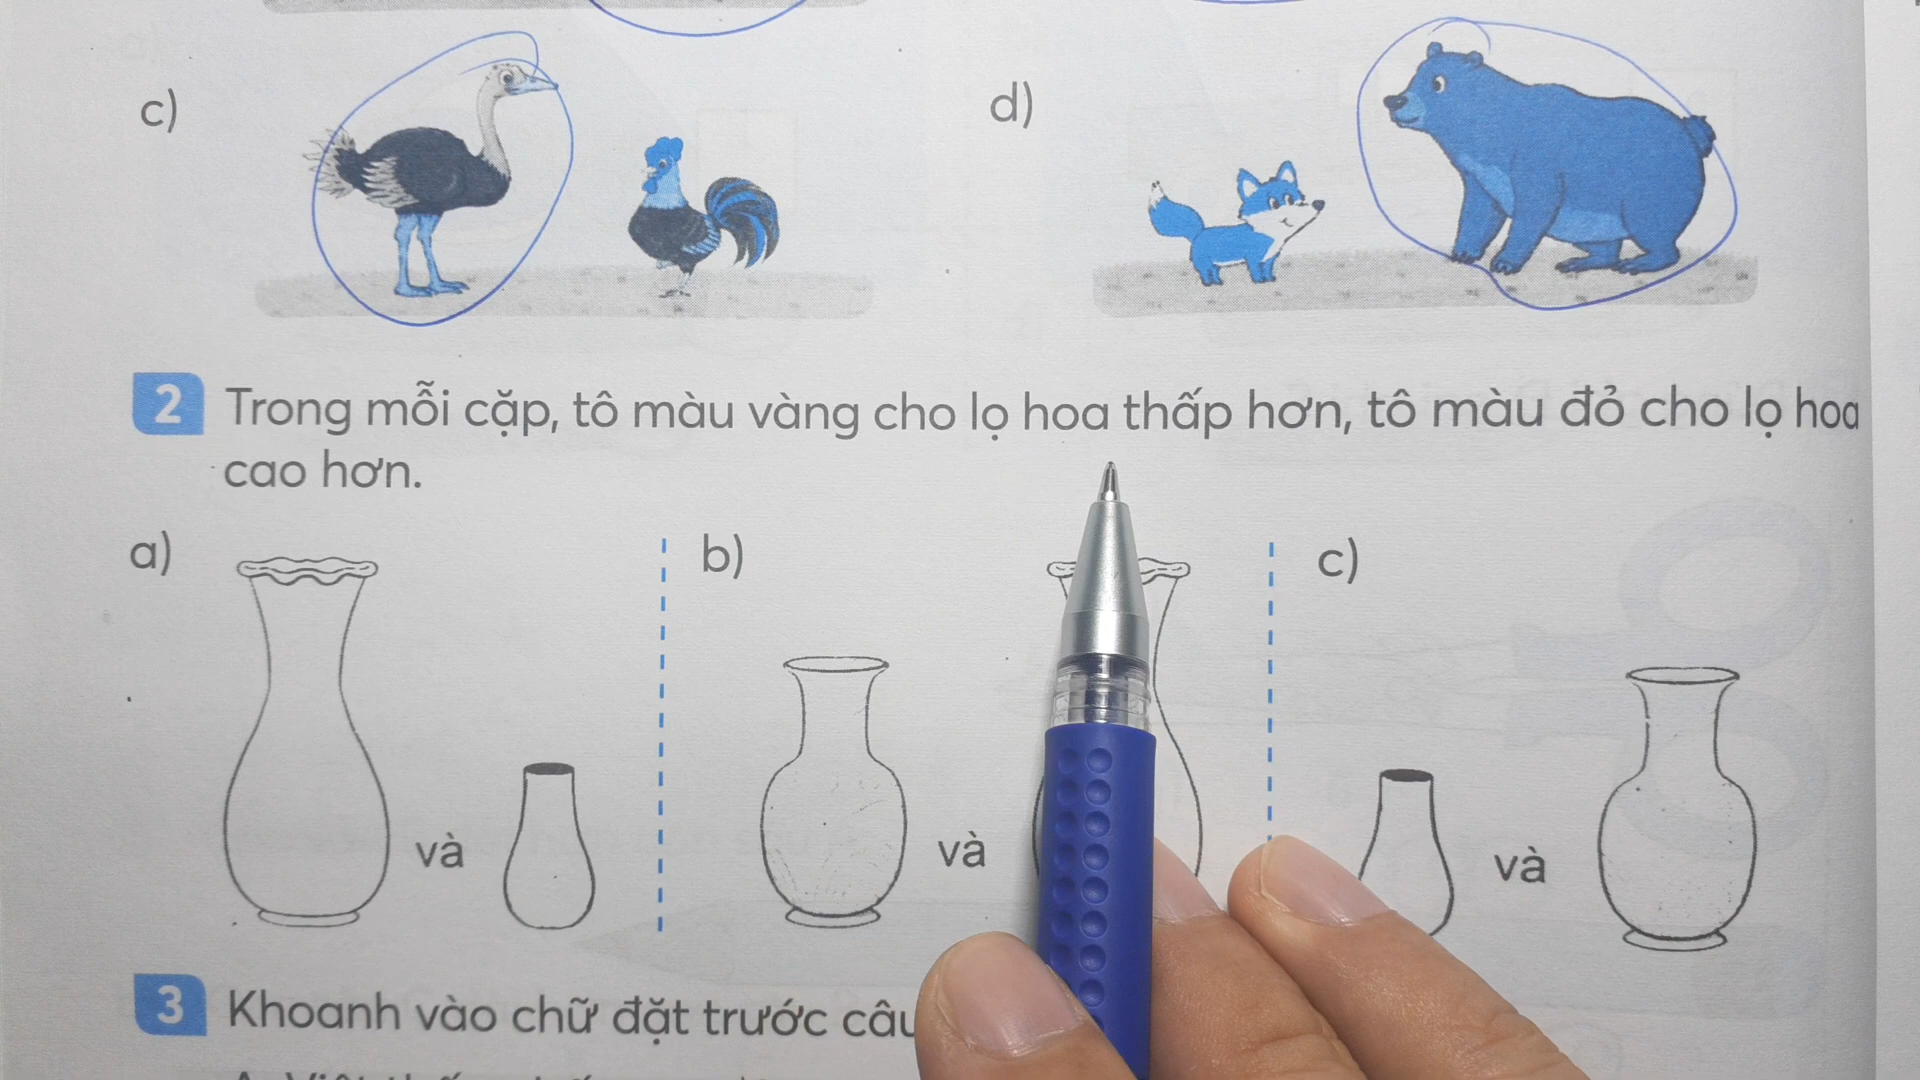 c)
d)
2 Trong mỗi cặp, tô màu vàng cho lọ hoa thấp hơn, tô màu đỏ cho lọ hoa
cao hơn.
a)
b)
c)
và
và
và
3 Khoanh vào chữ đặt trước câu